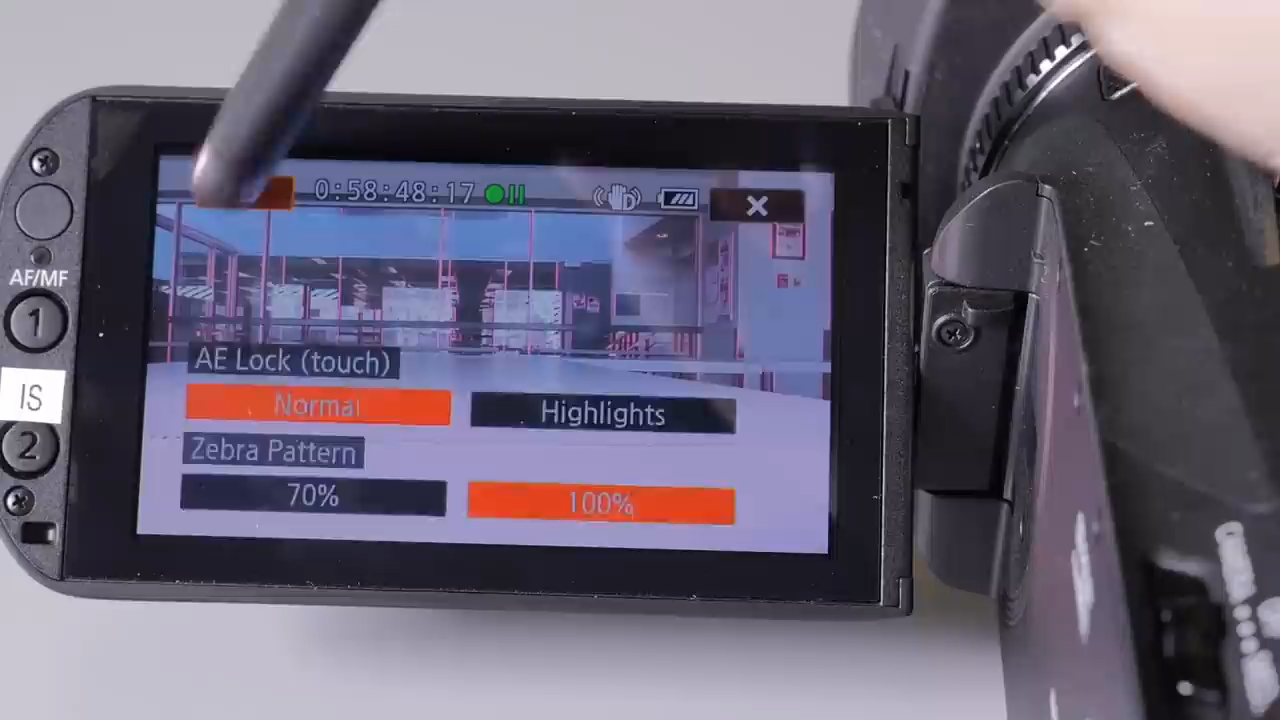 0:58:48:17
AF/MF
1
AE Lock (touch)
IS
Normal
Highlights
2
Zebra Pattern
70%
100%